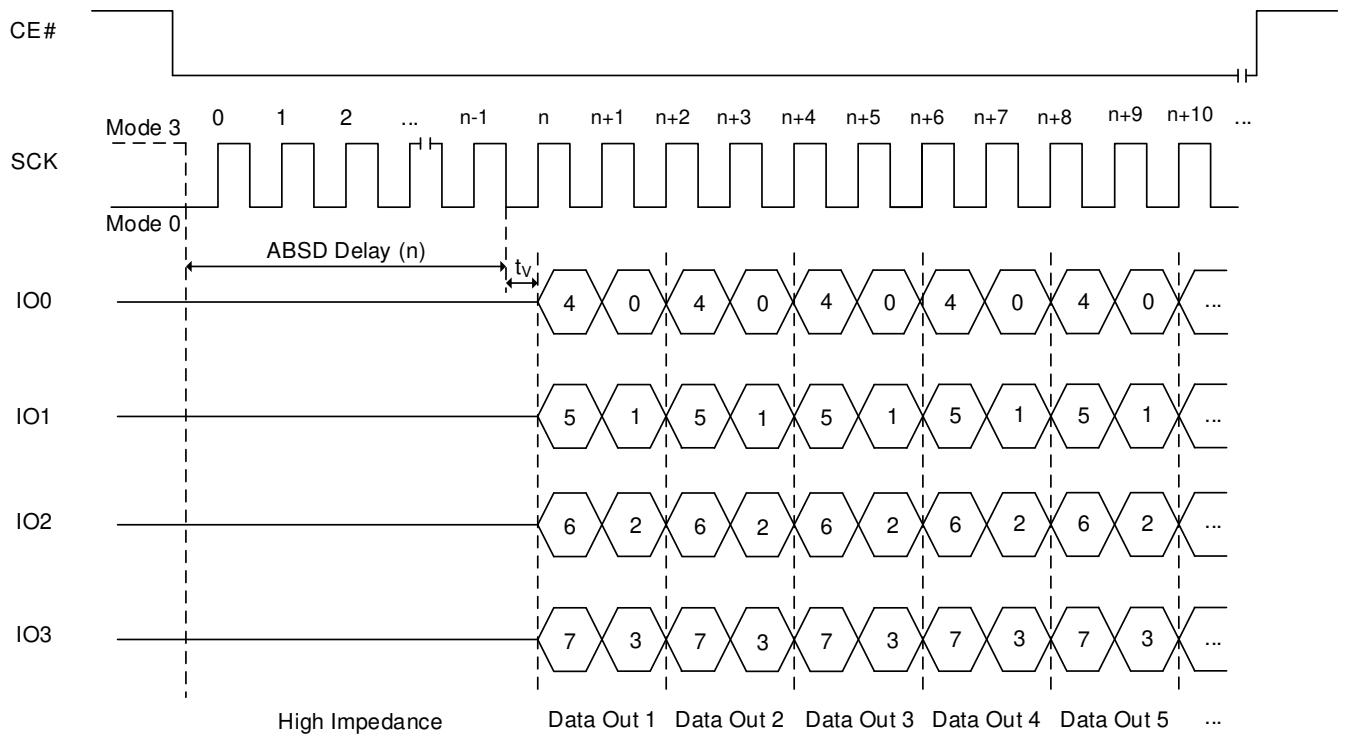 CE#
0 1 2 ... n-1 n n+1 n+2 n+3 n+4 n+5 n+6 n+7 n+8 n+9 n+10 ...
Mode 3
SCK
Mode 0
ABSD Delay (n)
tV
IO0 4 0 4 0 4 0 4 0 4 0 ...
IO1 5 1 5 1 5 1 5 1 5 1 ...
IO2 6 2 6 2 6 2 6 2 6 2 ...
IO3 7 3 7 3 7 3 7 3 7 3 ...
High Impedance Data Out 1 Data Out 2 Data Out 3 Data Out 4 Data Out 5 ...